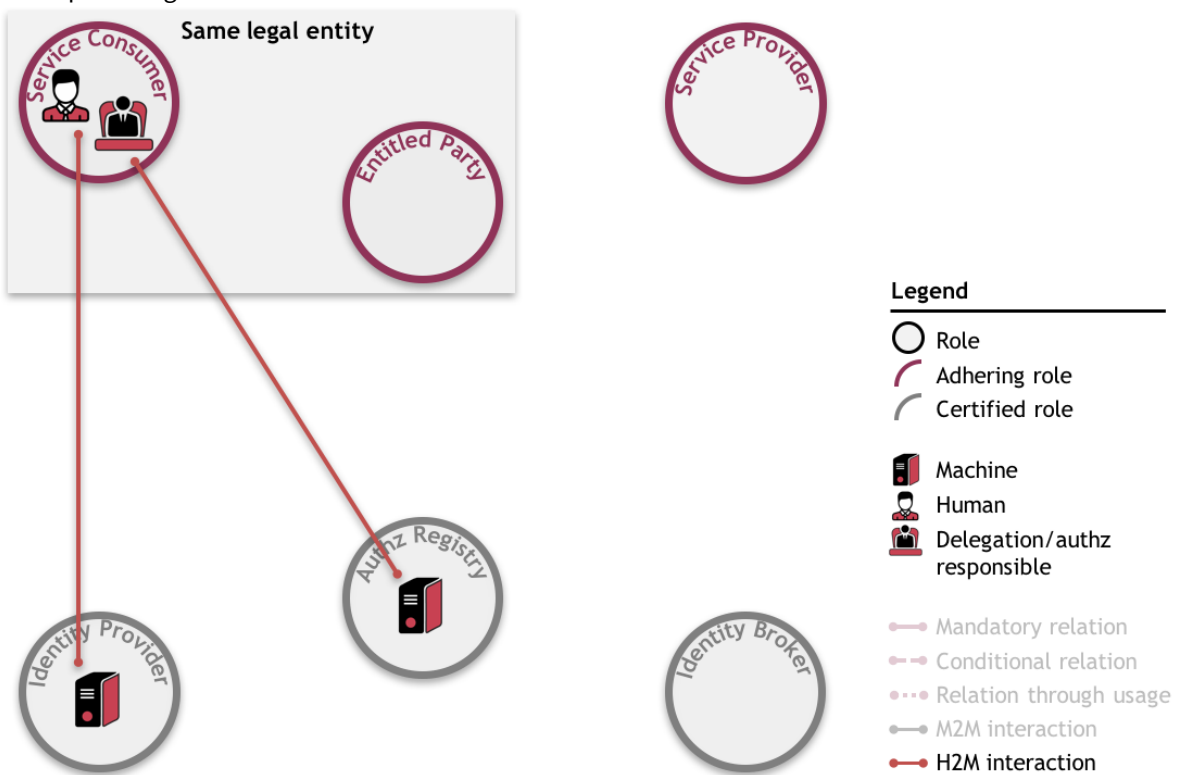 Same legal entity
Service Consumer
Service Provider
Entitled Party
Legend
Role
Adhering role
Certified role
Machine
Human
Delegation/authz
responsible
Authz Registry
Identity Provider
Identity Broker
Mandatory relation
Conditional relation
Relation through usage
M2M interaction
H2M interaction